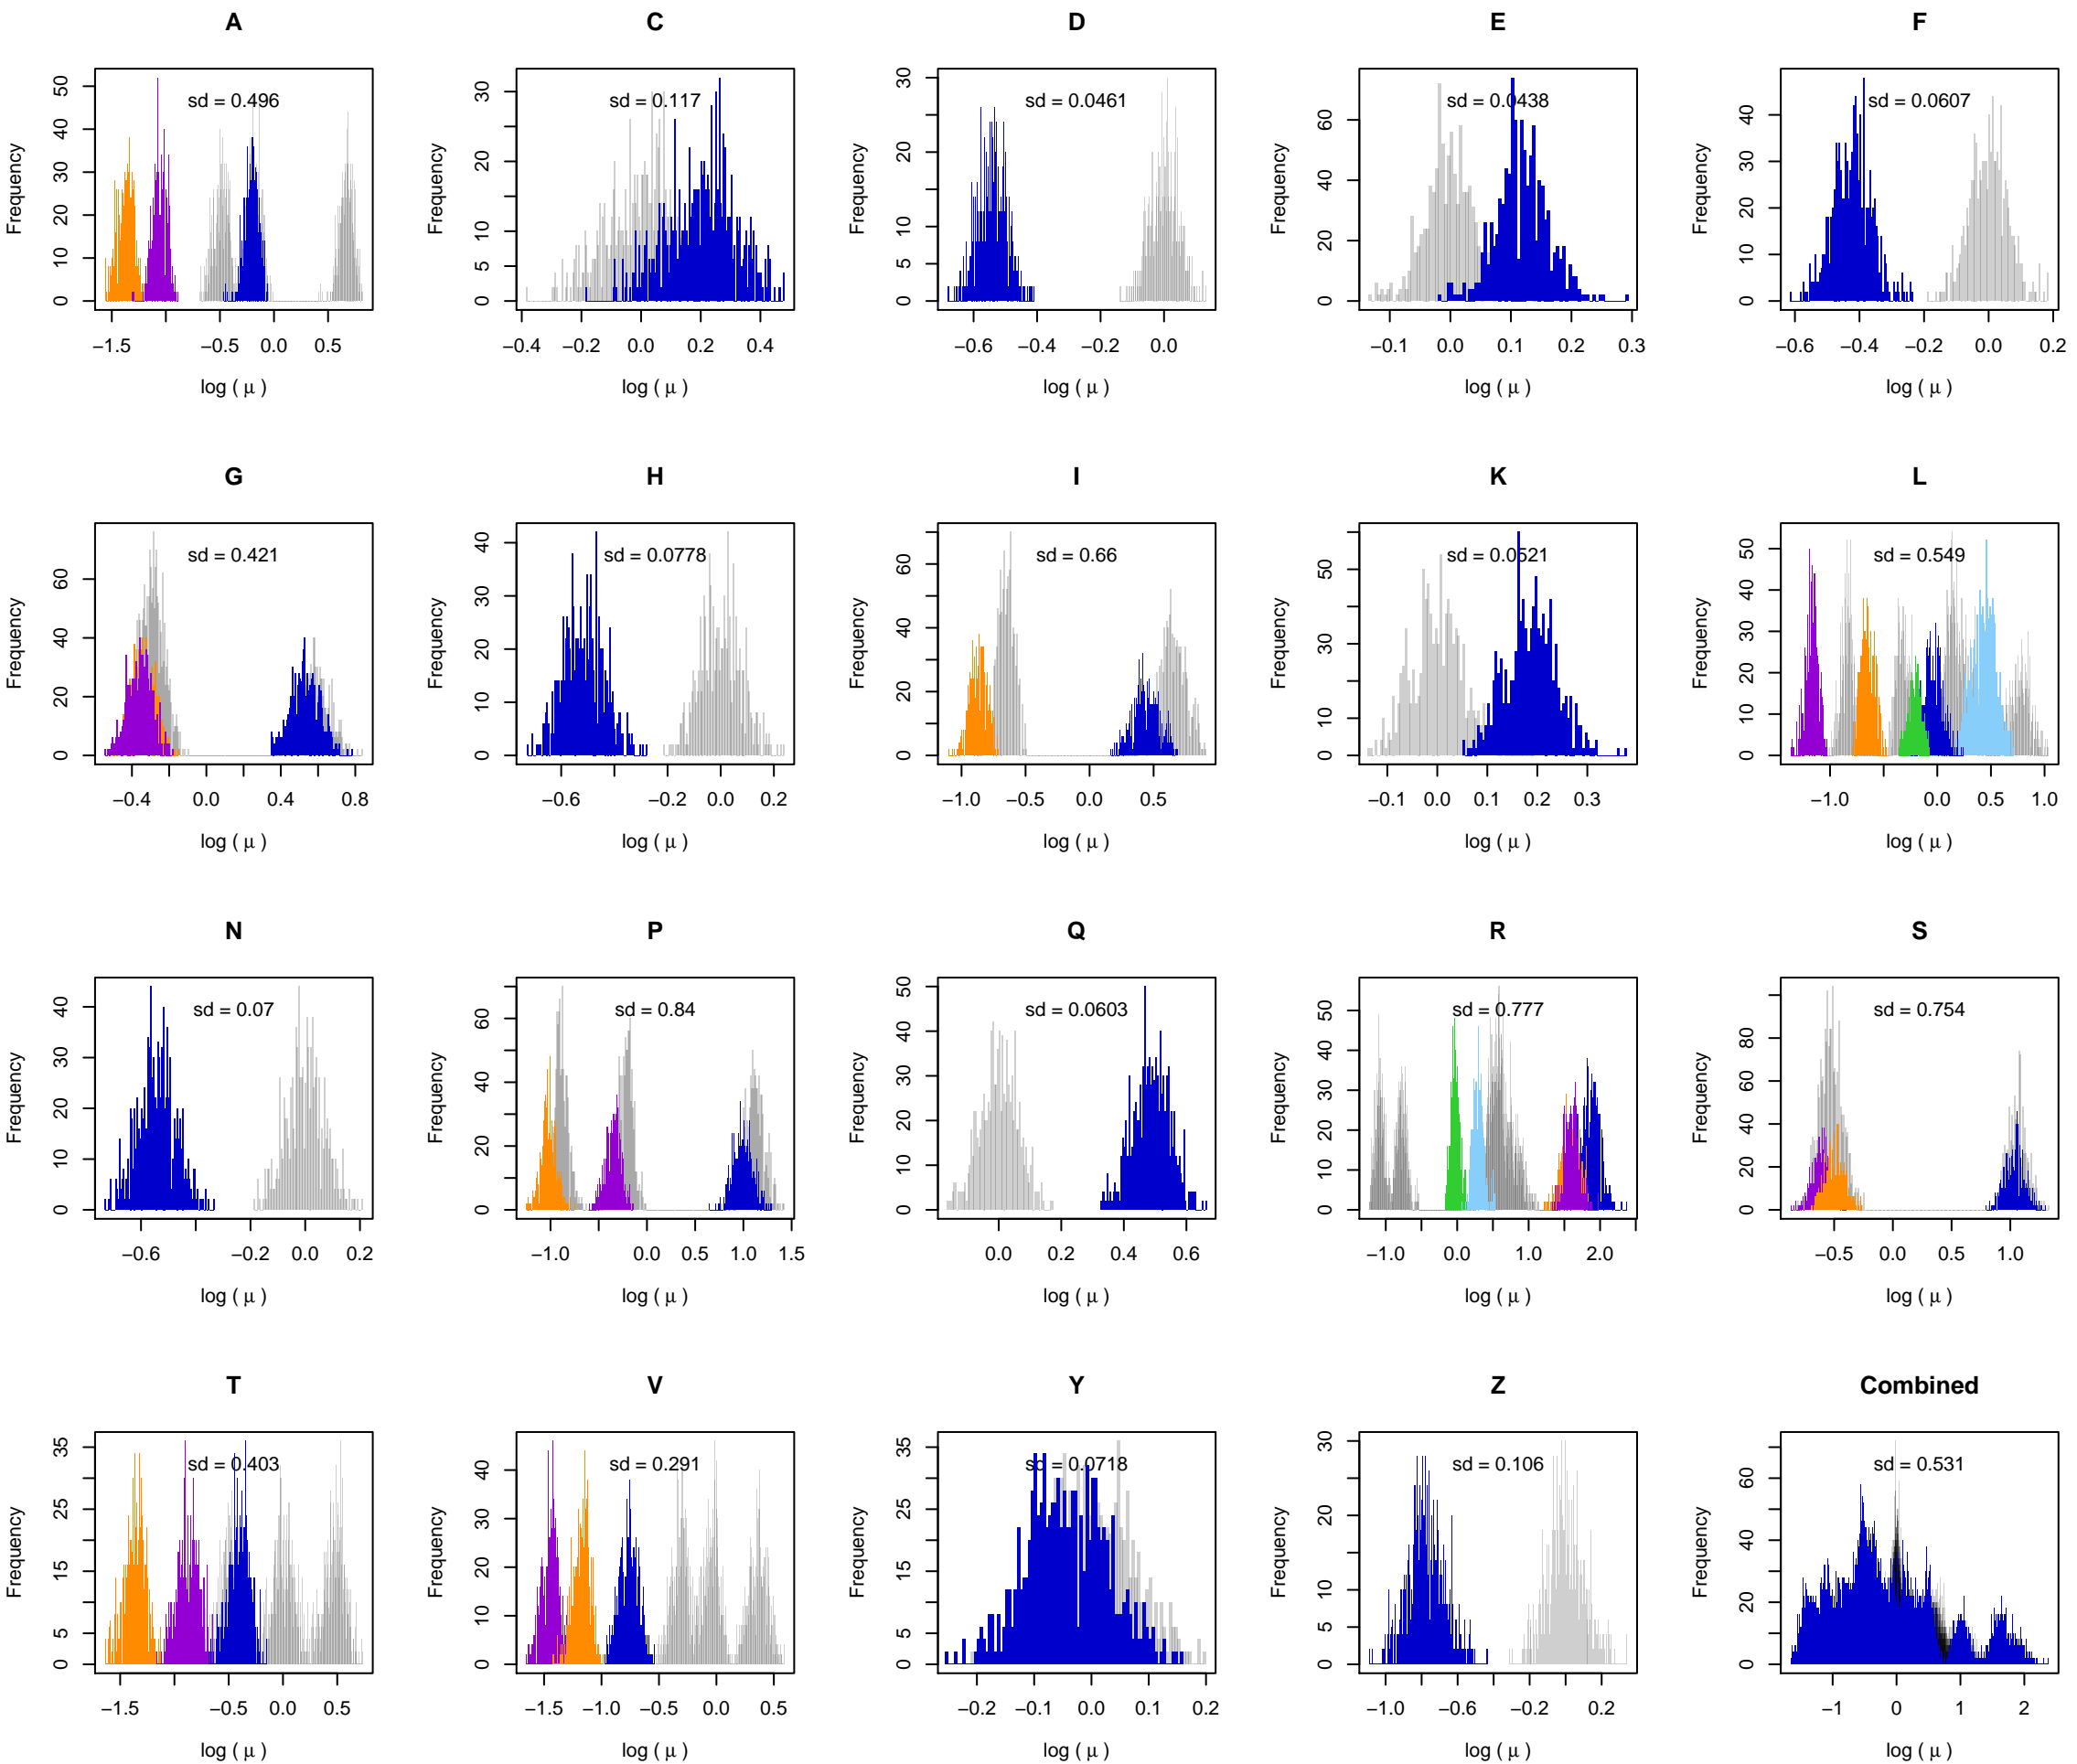 A
C
D
E
F
Frequency
0 10 20 30 40 50
sd = 0.496
−1.5 −0.5 0.0 0.5
log ( μ )
Frequency
0 5 10 20 30
sd = 0.117
−0.4 −0.2 0.0 0.2 0.4
log ( μ )
Frequency
0 5 10 20 30
sd = 0.0461
−0.6 −0.4 −0.2 0.0
log ( μ )
Frequency
0 20 40 60
sd = 0.0438
−0.1 0.0 0.1 0.2 0.3
log ( μ )
Frequency
0 10 20 30 40
sd = 0.0607
−0.6 −0.4 −0.2 0.0 0.2
log ( μ )
G
H
I
K
L
Frequency
0 20 40 60
sd = 0.421
−0.4 0.0 0.4 0.8
log ( μ )
Frequency
0 10 20 30 40
sd = 0.0778
−0.6 −0.2 0.0 0.2
log ( μ )
Frequency
0 20 40 60
sd = 0.66
−1.0 −0.5 0.0 0.5
log ( μ )
Frequency
0 10 30 50
sd = 0.0521
−0.1 0.0 0.1 0.2 0.3
log ( μ )
Frequency
0 10 20 30 40 50
sd = 0.549
−1.0 0.0 0.5 1.0
log ( μ )
N
P
Q
R
S
Frequency
0 10 20 30 40
sd = 0.07
−0.6 −0.2 0.0 0.2
log ( μ )
Frequency
0 20 40 60
sd = 0.84
−1.0 0.0 0.5 1.0 1.5
log ( μ )
Frequency
0 10 20 30 40 50
sd = 0.0603
0.0 0.2 0.4 0.6
log ( μ )
Frequency
0 10 20 30 40 50
sd = 0.777
−1.0 0.0 1.0 2.0
log ( μ )
Frequency
0 20 40 60 80
sd = 0.754
−0.5 0.0 0.5 1.0
log ( μ )
T
V
Y
Z
Combined
Frequency
0 5 15 25 35
sd = 0.403
−1.5 −0.5 0.0 0.5
log ( μ )
Frequency
0 10 20 30 40
sd = 0.291
−1.5 −1.0 −0.5 0.0 0.5
log ( μ )
Frequency
0 5 15 25 35
sd = 0.0718
−0.2 −0.1 0.0 0.1 0.2
log ( μ )
Frequency
0 5 10 20 30
sd = 0.106
−1.0 −0.6 −0.2 0.2
log ( μ )
Frequency
0 20 40 60
sd = 0.531
−1 0 1 2
log ( μ )